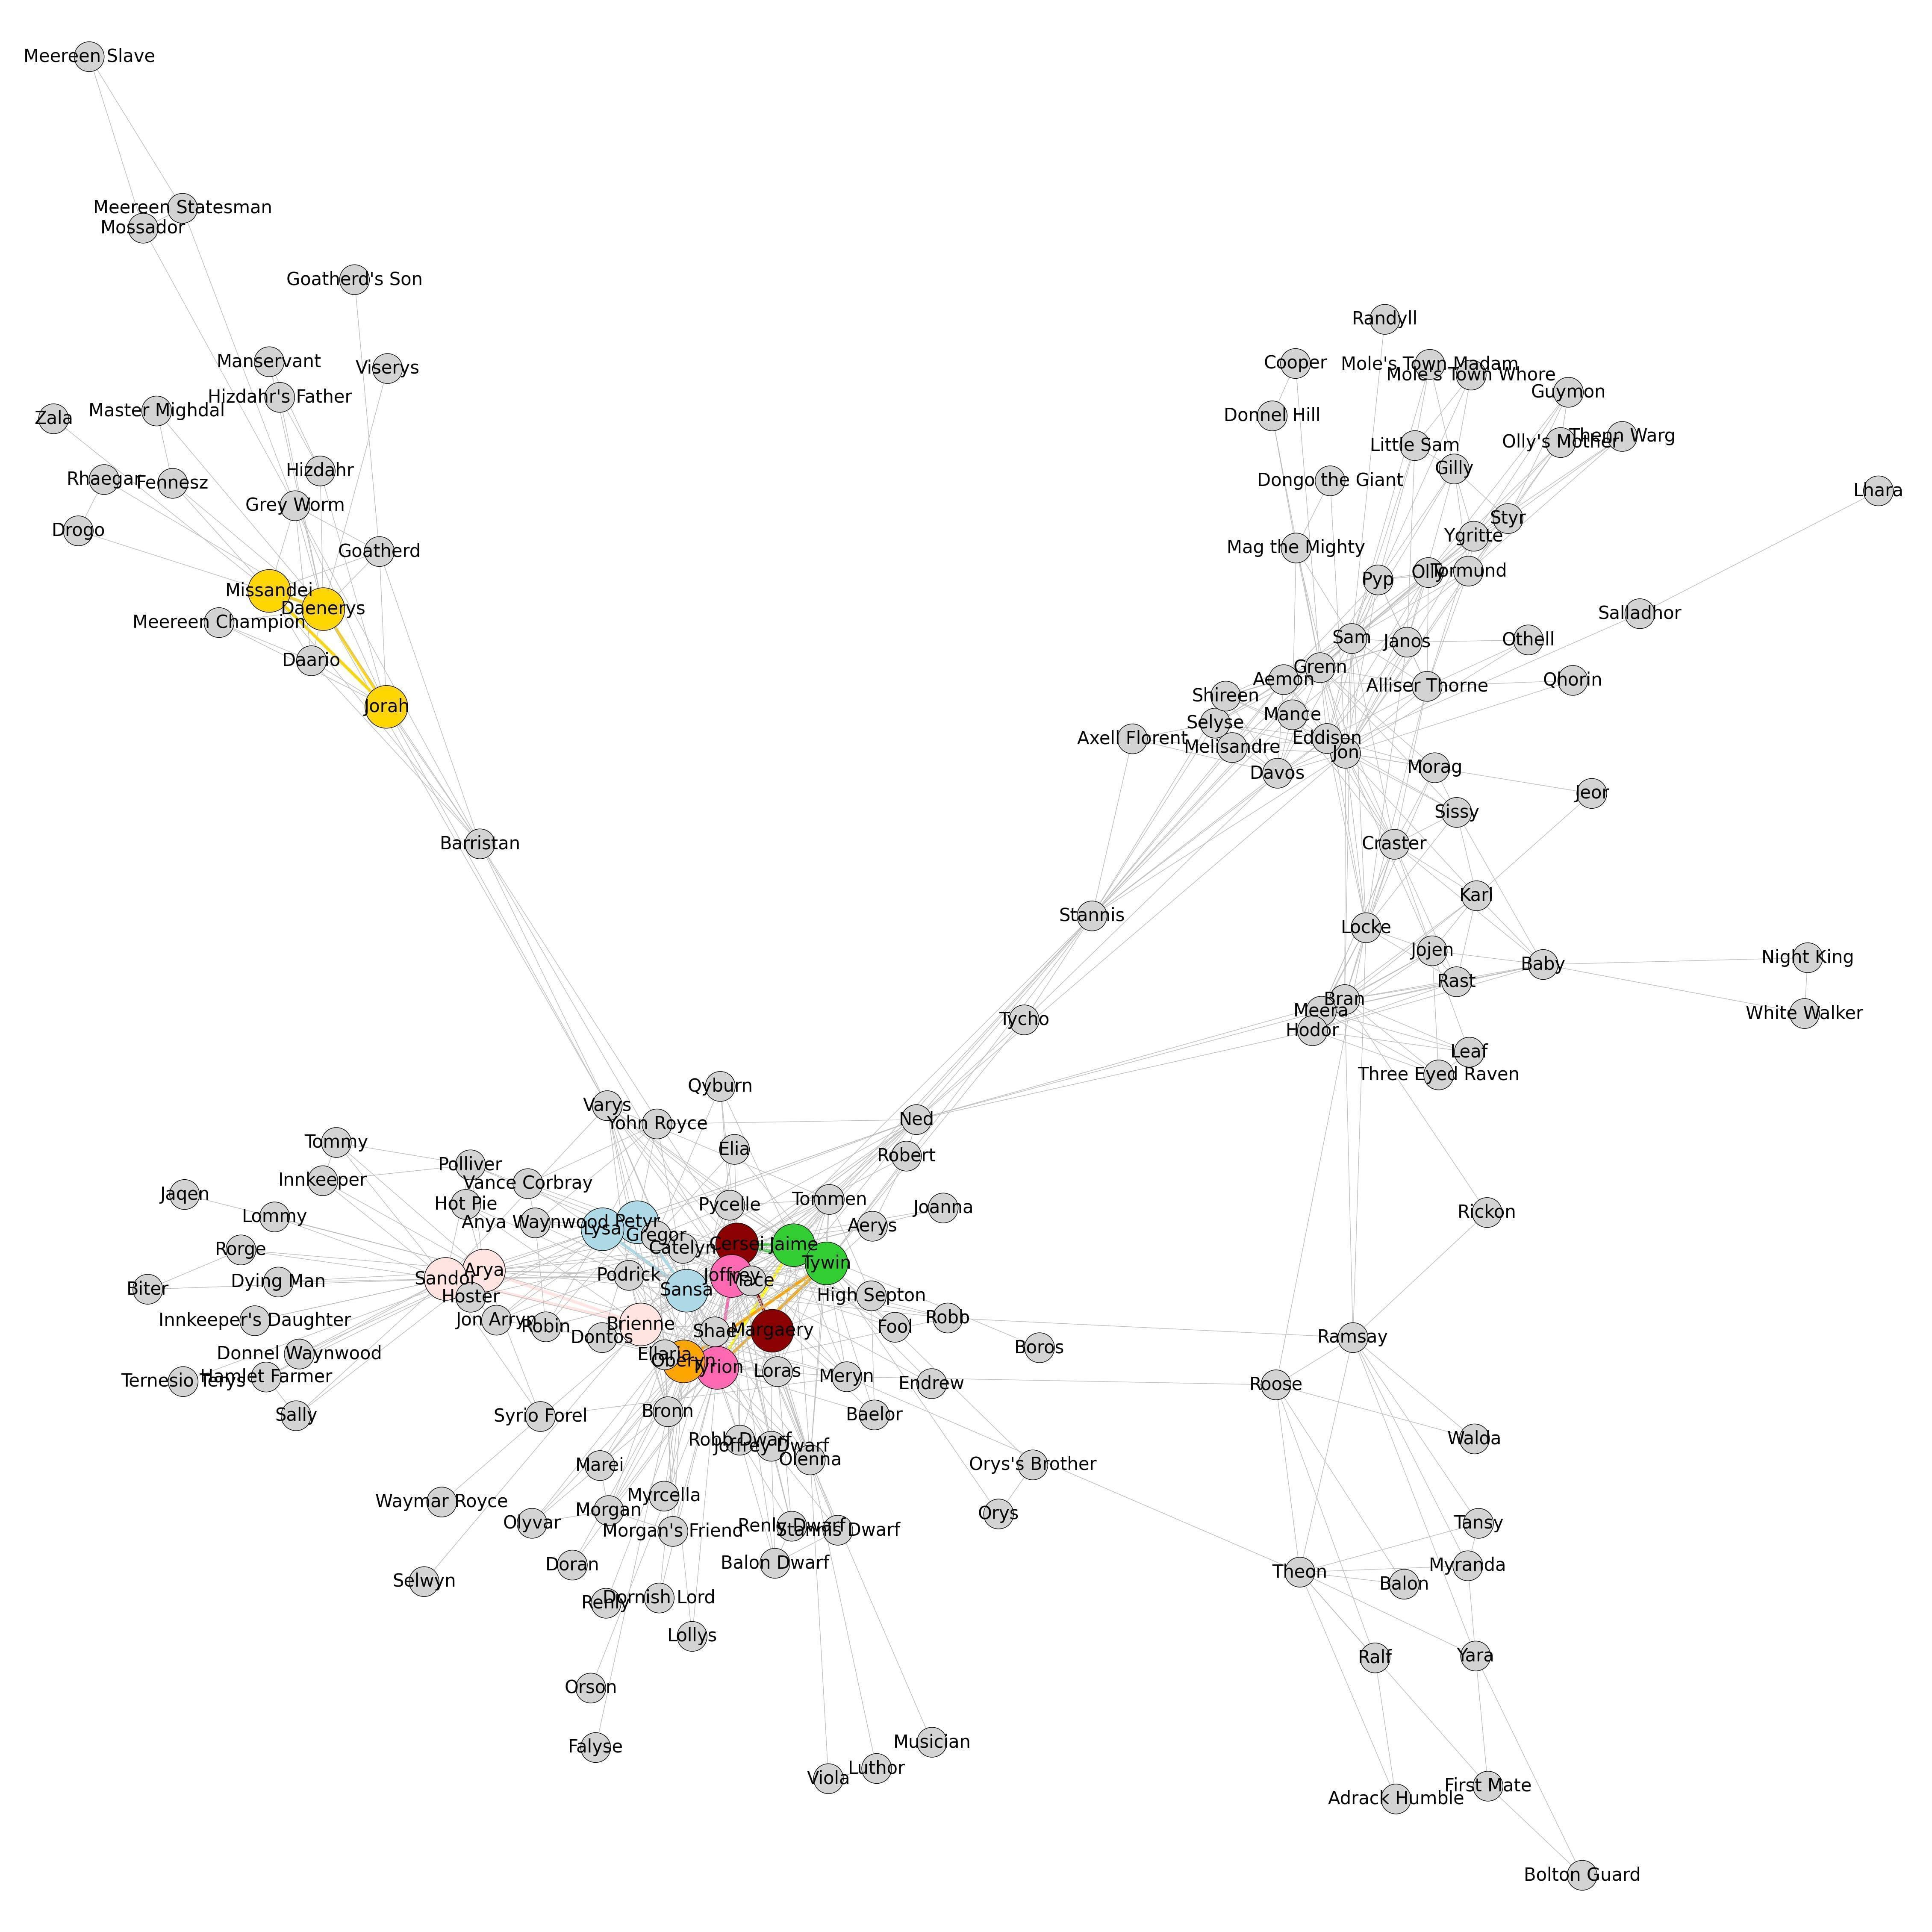 Meereen Slave
Meereen Statesman
Mossador
Goatherd's Son
Randyll
Manservant
Viserys
Cooper
Mole's Town Madam
Mole's Town Whore
Hizdahr's Father
Guymon
Zala
Master Mighdal
Donnel Hill
Little Sam
Olly's Mother
Thenn Warg
Hizdahr
Gilly
Rhaegar
Fennesz
Dongo the Giant
Lhara
Grey Worm
Styr
Drogo
Ygritte
Goatherd
Mag the Mighty
Pyp
Olly
Tormund
Missandei
Daenerys
Meereen Champion
Salladhor
Sam
Janos
Othell
Daario
Grenn
Aemon
Alliser Thorne
Qhorin
Shireen
Jorah
Mance
Selyse
Axell Florent
Eddison
Melisandre
Jon
Davos
Morag
Jeor
Sissy
Barristan
Craster
Karl
Stannis
Locke
Jojen
Night King
Baby
Rast
Bran
Meera
White Walker
Tycho
Hodor
Leaf
Three Eyed Raven
Qyburn
Varys
Yohn Royce
Ned
Tommy
Elia
Robert
Polliver
Innkeeper
Vance Corbray
Jaqen
Hot Pie
Pycelle
Tommen
Joanna
Rickon
Lommy
Anya Waynwood
Petyr
Lysa
Aerys
Gregor
Rorge
Catelyn
Cersei
Jaime
Tywin
Arya
Sandor
Podrick
Joffrey
Mace
Biter
Dying Man
Sansa
Hoster
High Septon
Innkeeper's Daughter
Jon Arryn
Robin
Brienne
Robb
Dontos
Shae
Margaery
Fool
Ramsay
Boros
Donnel Waynwood
Ellaria
Oberyn
Tyrion
Loras
Ternesio Terys
Hamlet Farmer
Meryn
Endrew
Roose
Sally
Syrio Forel
Bronn
Baelor
Robb Dwarf
Joffrey Dwarf
Walda
Olenna
Marei
Orys's Brother
Waymar Royce
Myrcella
Morgan
Orys
Olyvar
Morgan's Friend
Renly Dwarf
Stannis Dwarf
Tansy
Doran
Balon Dwarf
Theon
Myranda
Selwyn
Balon
Renly
Dornish Lord
Lollys
Ralf
Yara
Orson
Musician
Falyse
Luthor
Viola
First Mate
Adrack Humble
Bolton Guard